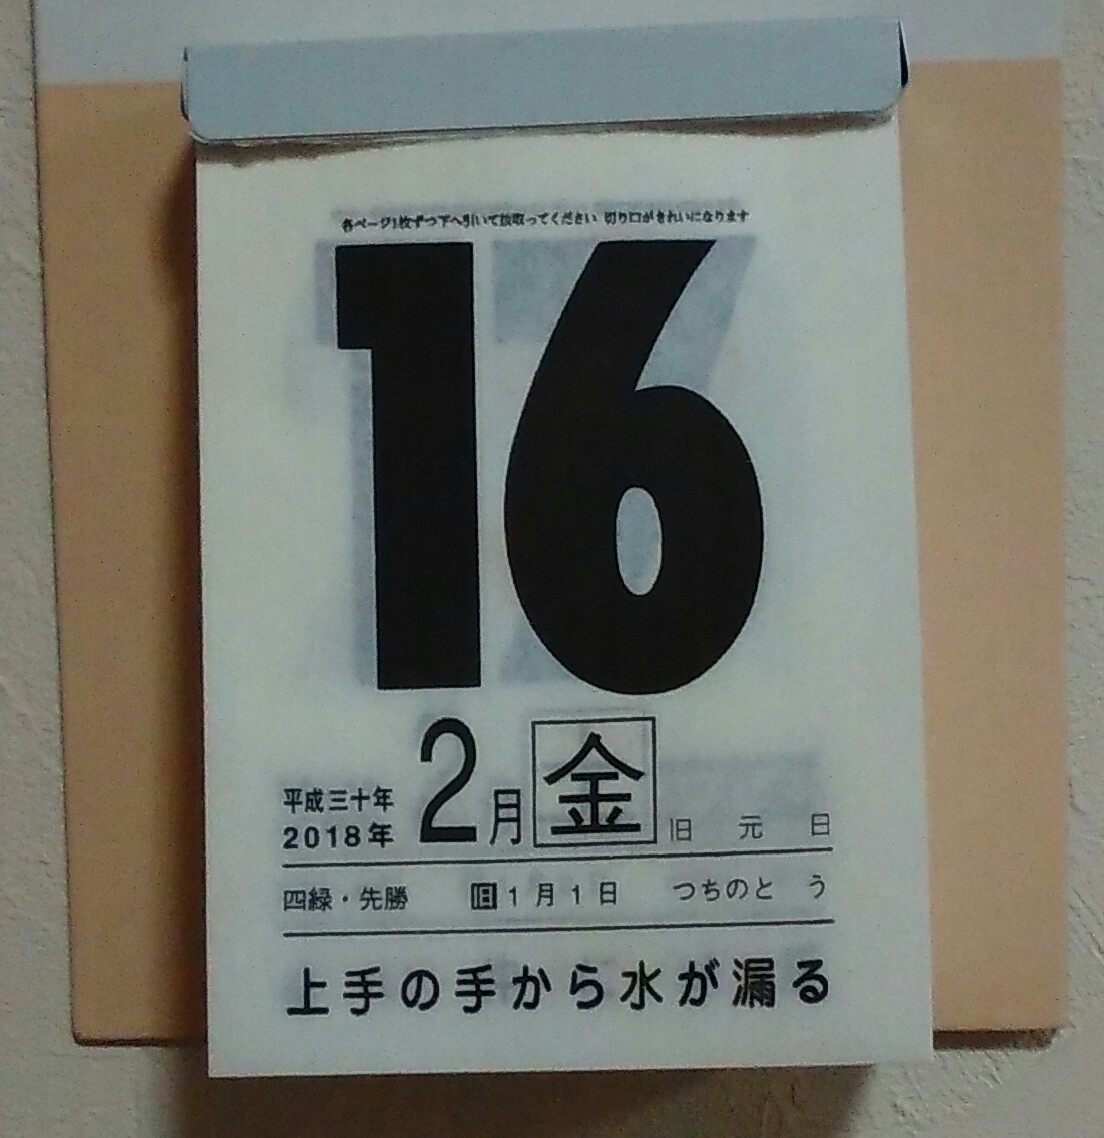 各ページ1枚ずつ下へ引いて板取ってください 切り口がきれいになります
16
平成三十年
2018年
2月 金 旧 元 日
四緑・先勝 旧1月1日 つちのと う
上手の手から水が漏る